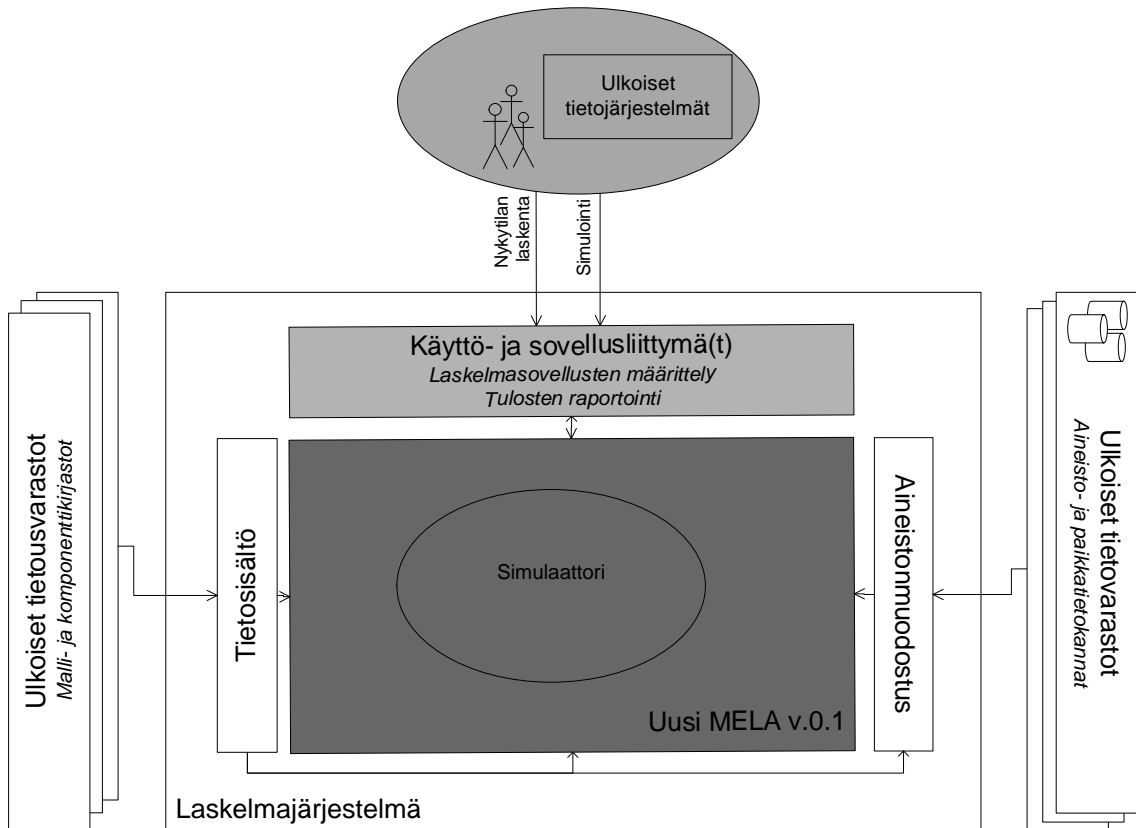 Ulkoiset
tietojärjestelmät
Nykytilan
laskenta
Simulointi
Käyttö- ja sovellusliittymä(t)
Laskelmasovellusten määrittely
Tulosten raportointi
Ulkoiset tietousvarastot
Malli- ja komponenttikirjastot
Tietosisältö
Simulaattori
Uusi MELA v.0.1
Aineistonmuodostus
Ulkoiset tietovarastot
Aineisto- ja paikkatietokannat
Laskelmajärjestelmä